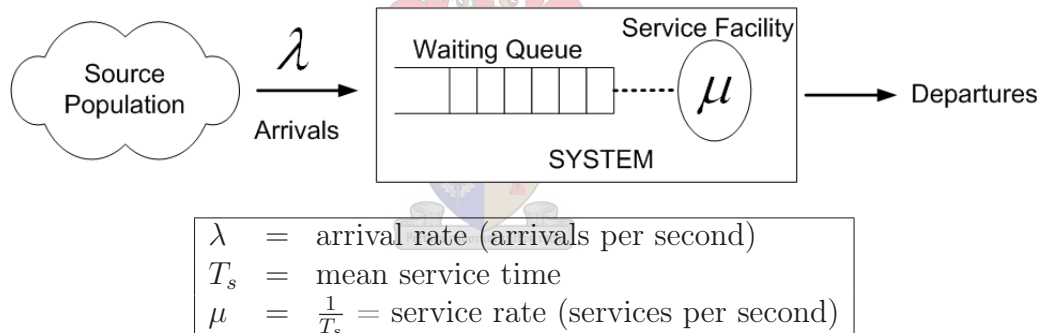 Source
Population
λ
Arrivals
Waiting Queue
Service Facility
μ
SYSTEM
Departures
λ = arrival rate (arrivals per second)
T_s = mean service time
μ = 1/T_s = service rate (services per second)